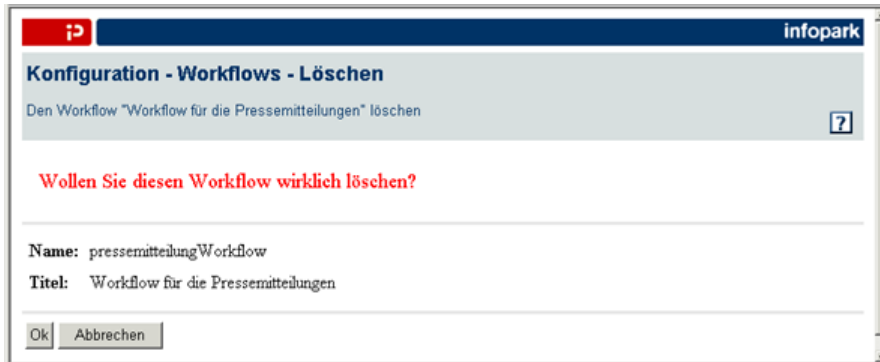 infopark
Konfiguration - Workflows - Löschen
Den Workflow "Workflow für die Pressemitteilungen" löschen
?
Wollen Sie diesen Workflow wirklich löschen?
Name: pressemitteilungWorkflow
Titel: Workflow für die Pressemitteilungen
Ok Abbrechen